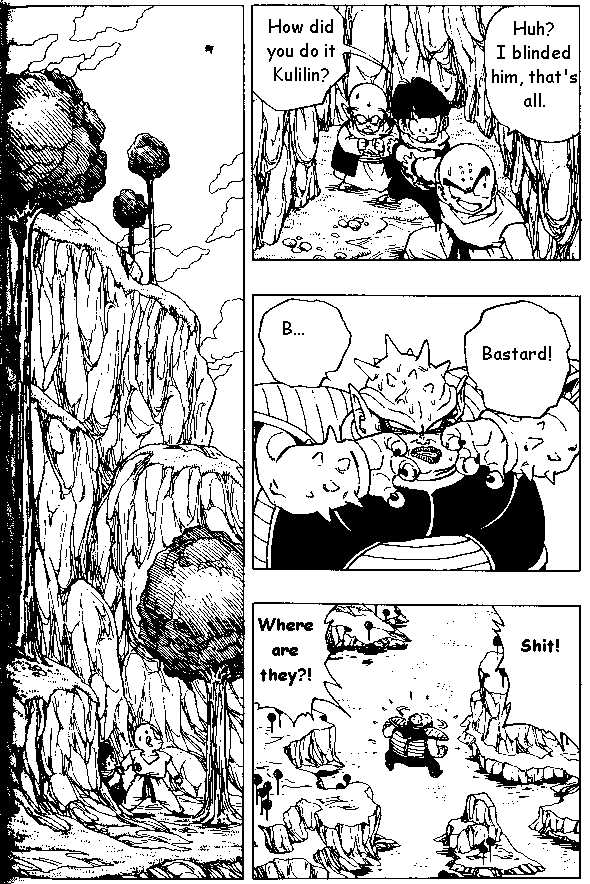 How did
you do it
Kulilin?
Huh?
I blinded
him, that's
all.
B...
Bastard!
Where
are
they?!
Shit!